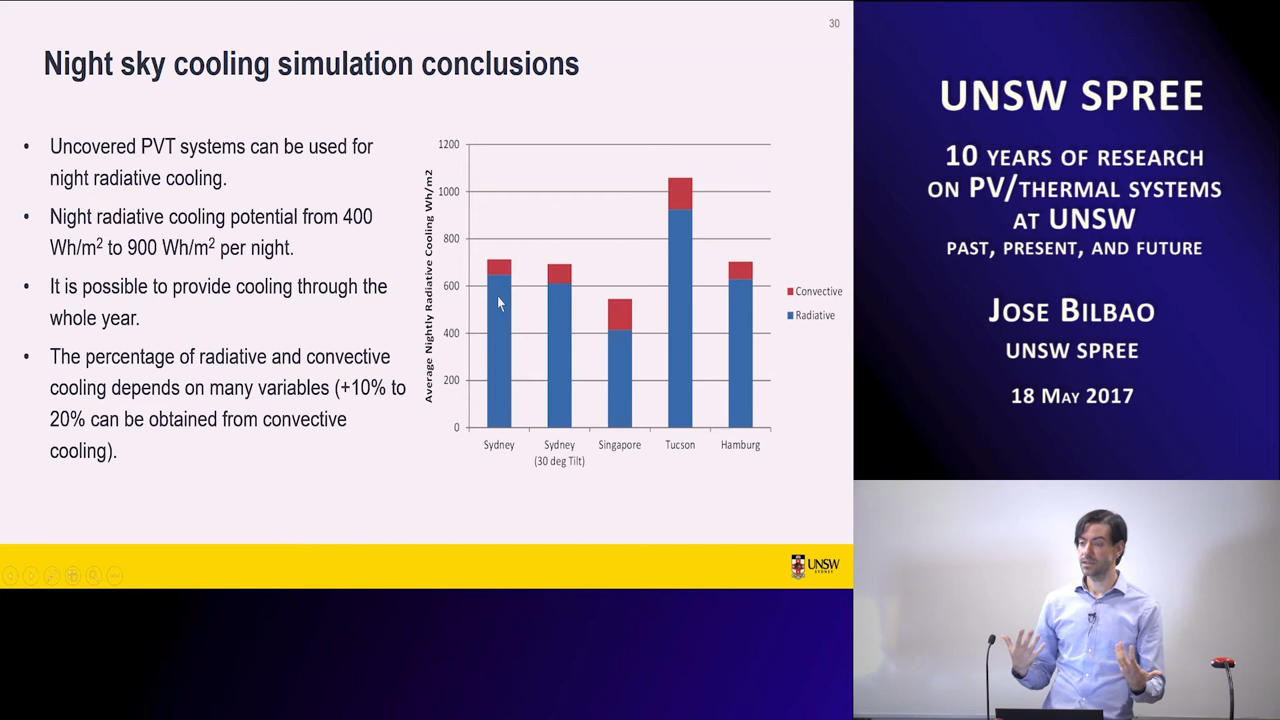 30
Night sky cooling simulation conclusions
• Uncovered PVT systems can be used for
night radiative cooling.
• Night radiative cooling potential from 400
Wh/m² to 900 Wh/m² per night.
• It is possible to provide cooling through the
whole year.
• The percentage of radiative and convective
cooling depends on many variables (+10% to
20% can be obtained from convective
cooling).
Average Nightly Radiative Cooling Wh/m2
1200
1000
800
600
400
200
0
Sydney
Sydney
(30 deg Tilt)
Singapore
Tucson
Hamburg
Convective
Radiative
UNSW
SYDNEY
UNSW SPREE
10 YEARS OF RESEARCH
ON PV/THERMAL SYSTEMS
AT UNSW
PAST, PRESENT, AND FUTURE
JOSE BILBAO
UNSW SPREE
18 MAY 2017